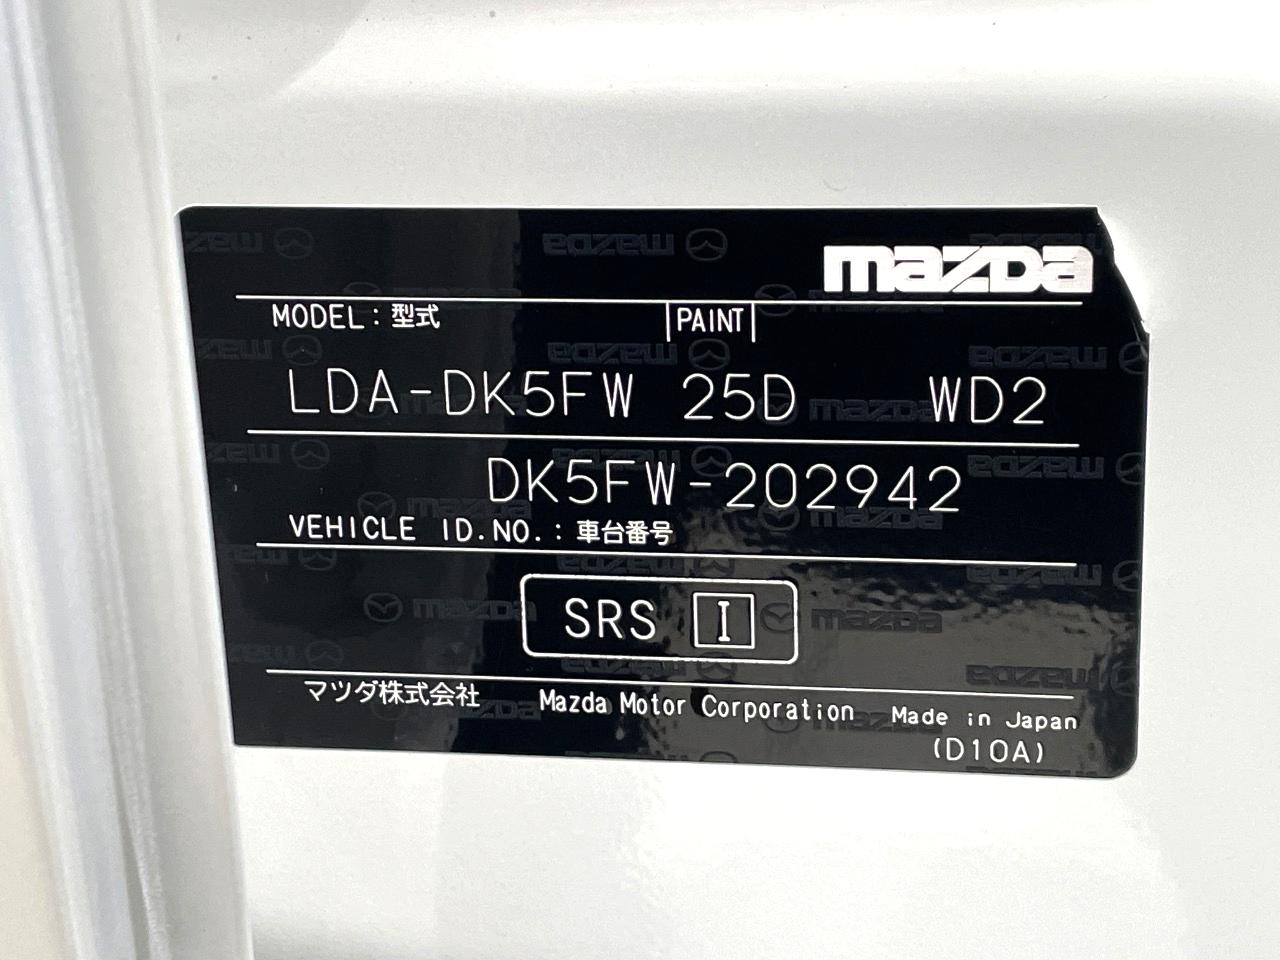 mazda
MODEL : 型式 PAINT
LDA-DK5FW 25D WD2
DK5FW-202942
VEHICLE ID.NO. : 車台番号
SRS I
マツダ株式会社 Mazda Motor Corporation Made in Japan
(D10A)